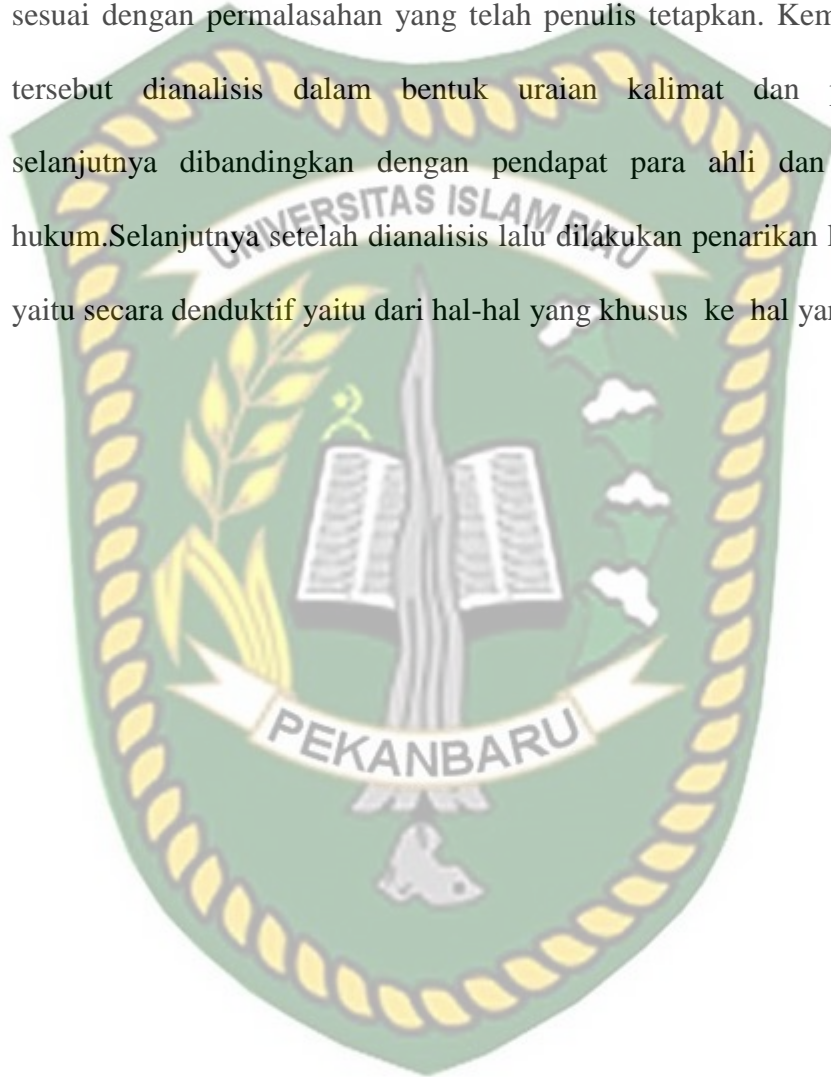 sesuai dengan permalasahan yang telah penulis tetapkan. Kem
tersebut dianalisis dalam bentuk uraian kalimat dan
selanjutnya dibandingkan dengan pendapat para ahli dan
hukum.Selanjutnya setelah dianalisis lalu dilakukan penarikan
yaitu secara denduktif yaitu dari hal-hal yang khusus ke hal
UNIVERSITAS ISLAM RIAU
PEKANBARU